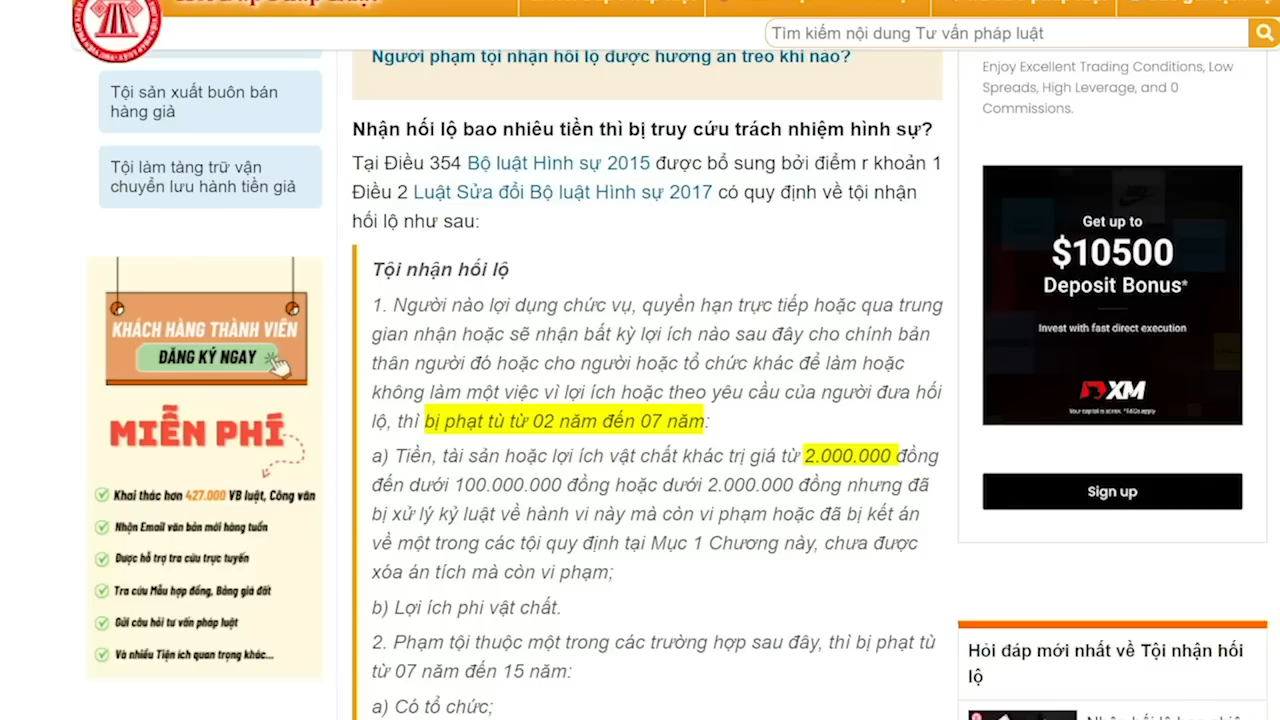 Tìm kiếm nội dung Tư vấn pháp luật
Người phạm tội nhận hối lộ được hưởng án treo khi nào?
Tội sản xuất buôn bán
hàng giả
Tội làm tàng trữ vận
chuyển lưu hành tiền giả
KHÁCH HÀNG THÀNH VIÊN
ĐĂNG KÝ NGAY
MIỄN PHÍ
Khai thác hơn 427.000 VB luật, Công văn
Nhận Email văn bản mới hàng tuần
Được hỗ trợ tra cứu trực tuyến
Tra cứu Mẫu hợp đồng, Bảng giá đất
Gửi câu hỏi tư vấn pháp luật
Và nhiều Tiện ích quan trọng khác...
Nhận hối lộ bao nhiêu tiền thì bị truy cứu trách nhiệm hình sự?
Tại Điều 354 Bộ luật Hình sự 2015 được bổ sung bởi điểm r khoản 1
Điều 2 Luật Sửa đổi Bộ luật Hình sự 2017 có quy định về tội nhận
hối lộ như sau:
Tội nhận hối lộ
1. Người nào lợi dụng chức vụ, quyền hạn trực tiếp hoặc qua trung
gian nhận hoặc sẽ nhận bất kỳ lợi ích nào sau đây cho chính bản
thân người đó hoặc cho người hoặc tổ chức khác để làm hoặc
không làm một việc vì lợi ích hoặc theo yêu cầu của người đưa hối
lộ, thì bị phạt tù từ 02 năm đến 07 năm:
a) Tiền, tài sản hoặc lợi ích vật chất khác trị giá từ 2.000.000 đồng
đến dưới 100.000.000 đồng hoặc dưới 2.000.000 đồng nhưng đã
bị xử lý kỷ luật về hành vi này mà còn vi phạm hoặc đã bị kết án
về một trong các tội quy định tại Mục 1 Chương này, chưa được
xóa án tích mà còn vi phạm;
b) Lợi ích phi vật chất.
2. Phạm tội thuộc một trong các trường hợp sau đây, thì bị phạt tù
từ 07 năm đến 15 năm:
a) Có tổ chức;
Enjoy Excellent Trading Conditions, Low
Spreads, High Leverage, and 0
Commissions.
Get up to
$10500
Deposit Bonus*
Invest with fast direct execution
XM
Sign up
Hỏi đáp mới nhất về Tội nhận hối
lộ